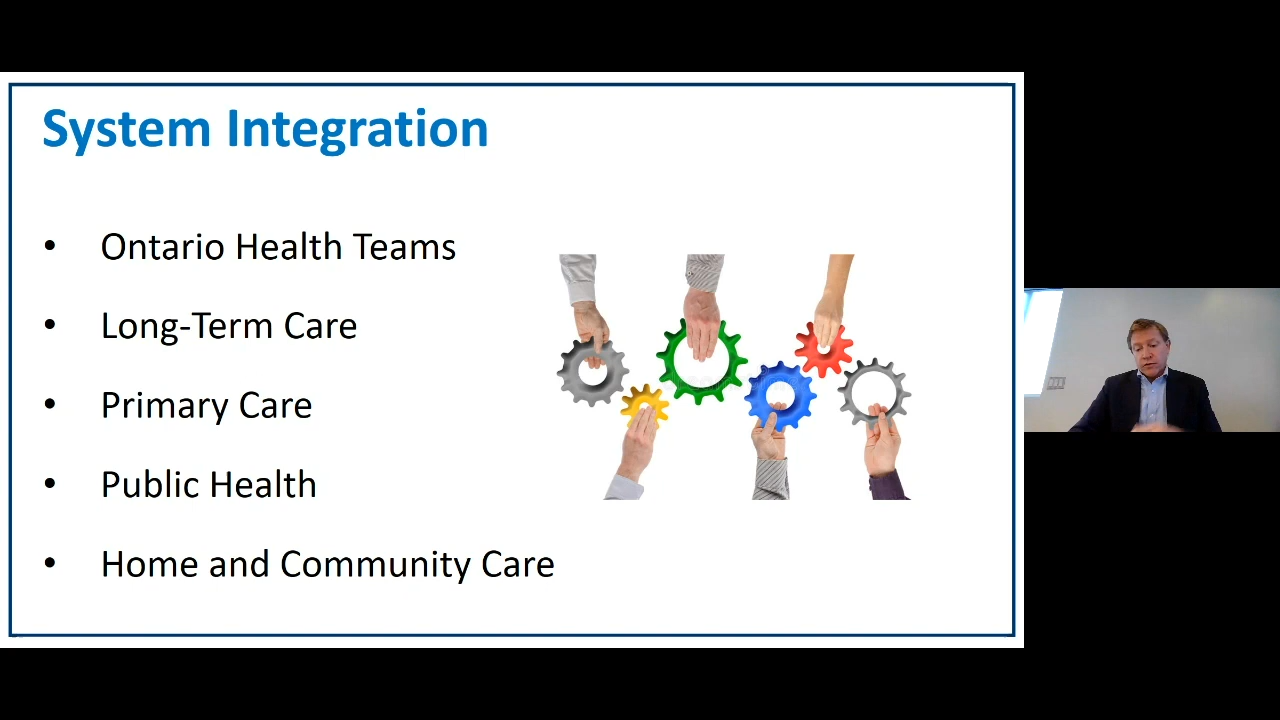 System Integration
• Ontario Health Teams
• Long-Term Care
• Primary Care
• Public Health
• Home and Community Care